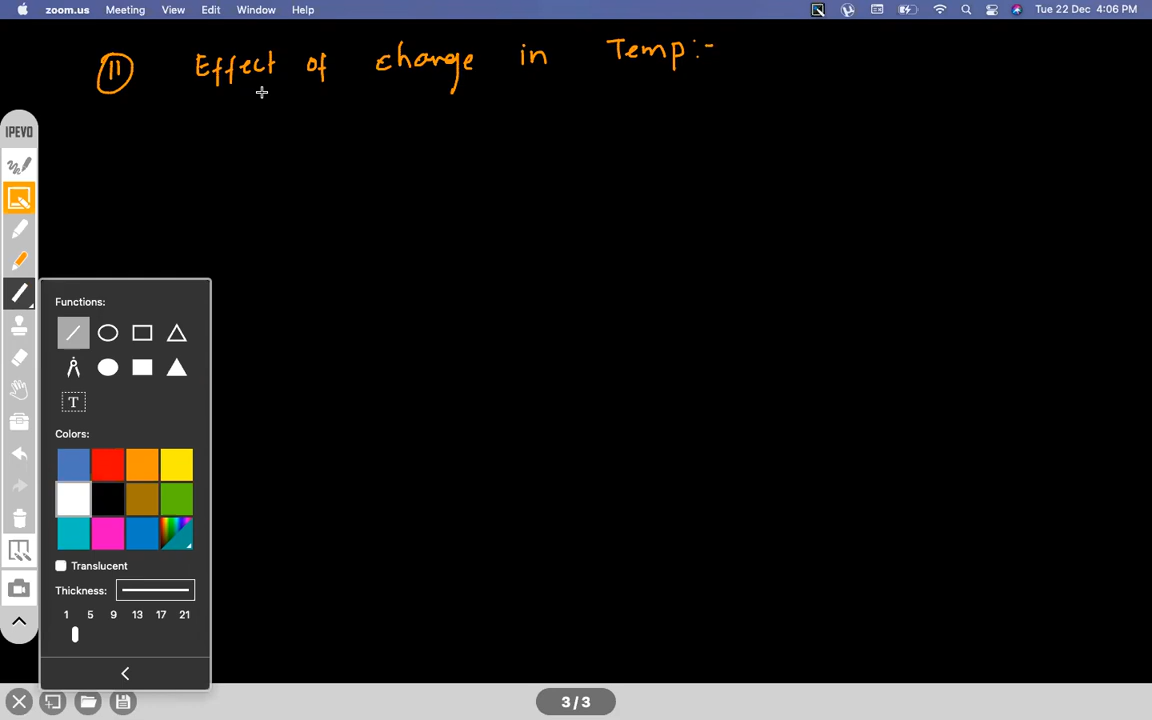 zoom.us Meeting View Edit Window Help Tue 22 Dec 4:06 PM
11 Effect of change in Temp:-
IPEVO
Functions:
T
Colors:
Translucent
Thickness:
1 5 9 13 17 21
3 / 3